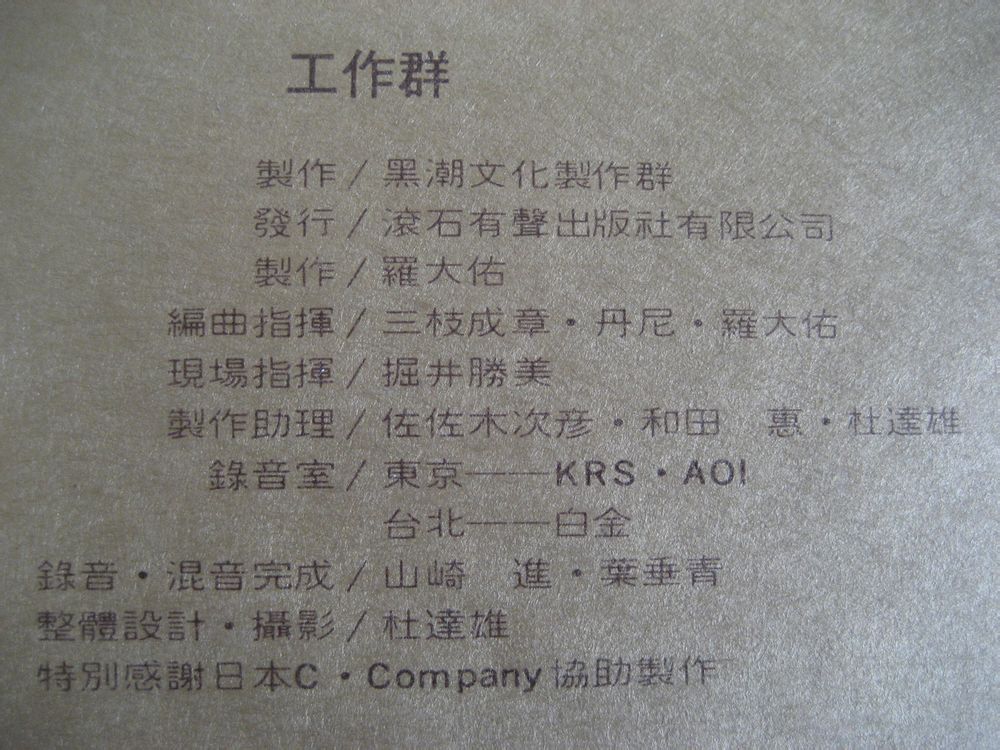 工作群
製作/黑潮文化製作群
發行/滾石有聲出版社有限公司
製作/羅大佑
編曲指揮/三枝成章・丹尼・羅大佑
現場指揮/掘井勝美
製作助理/佐佐木次彦・和田　惠・杜達雄
錄音室/東京——KRS・AOI
台北——白金
錄音・混音完成/山崎　進・葉垂青
整體設計・攝影/杜達雄
特別感謝日本C・Company協助製作